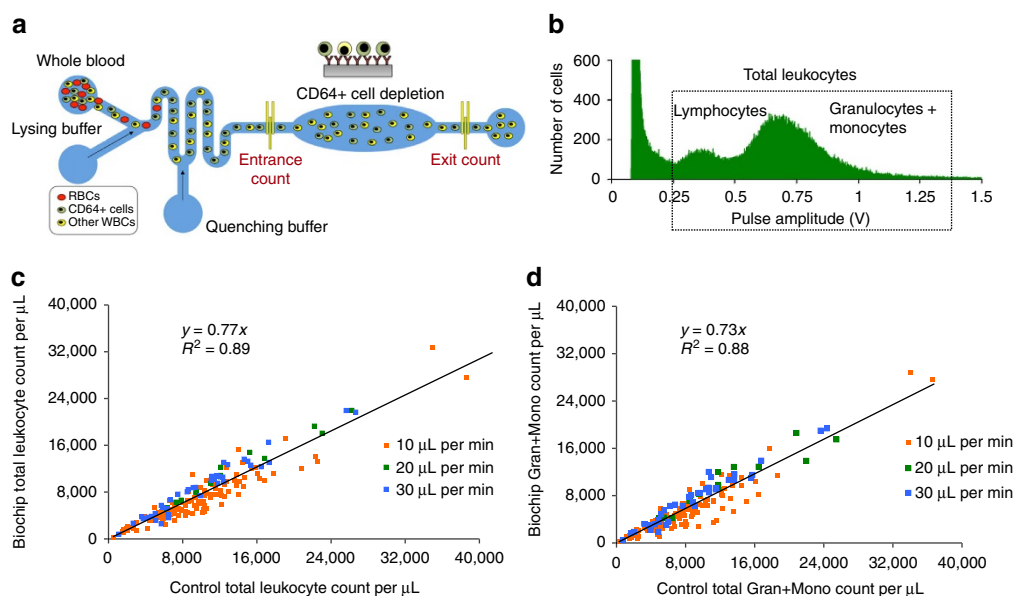 a
Whole blood
Lysing buffer
CD64+ cell depletion
Entrance
count
Exit count
RBCs
CD64+ cells
Other WBCs
Quenching buffer
b
Number of cells
600
400
200
0
Total leukocytes
Lymphocytes
Granulocytes +
monocytes
0 0.25 0.5 0.75 1 1.25 1.5
Pulse amplitude (V)
c
Biochip total leukocyte count per μL
40,000
32,000
24,000
16,000
8,000
0
y = 0.77x
R² = 0.89
10 μL per min
20 μL per min
30 μL per min
0 8,000 16,000 24,000 32,000 40,000
Control total leukocyte count per μL
d
Biochip Gran+Mono count per μL
40,000
32,000
24,000
16,000
8,000
0
y = 0.73x
R² = 0.88
10 μL per min
20 μL per min
30 μL per min
0 8,000 16,000 24,000 32,000 40,000
Control total Gran+Mono count per μL